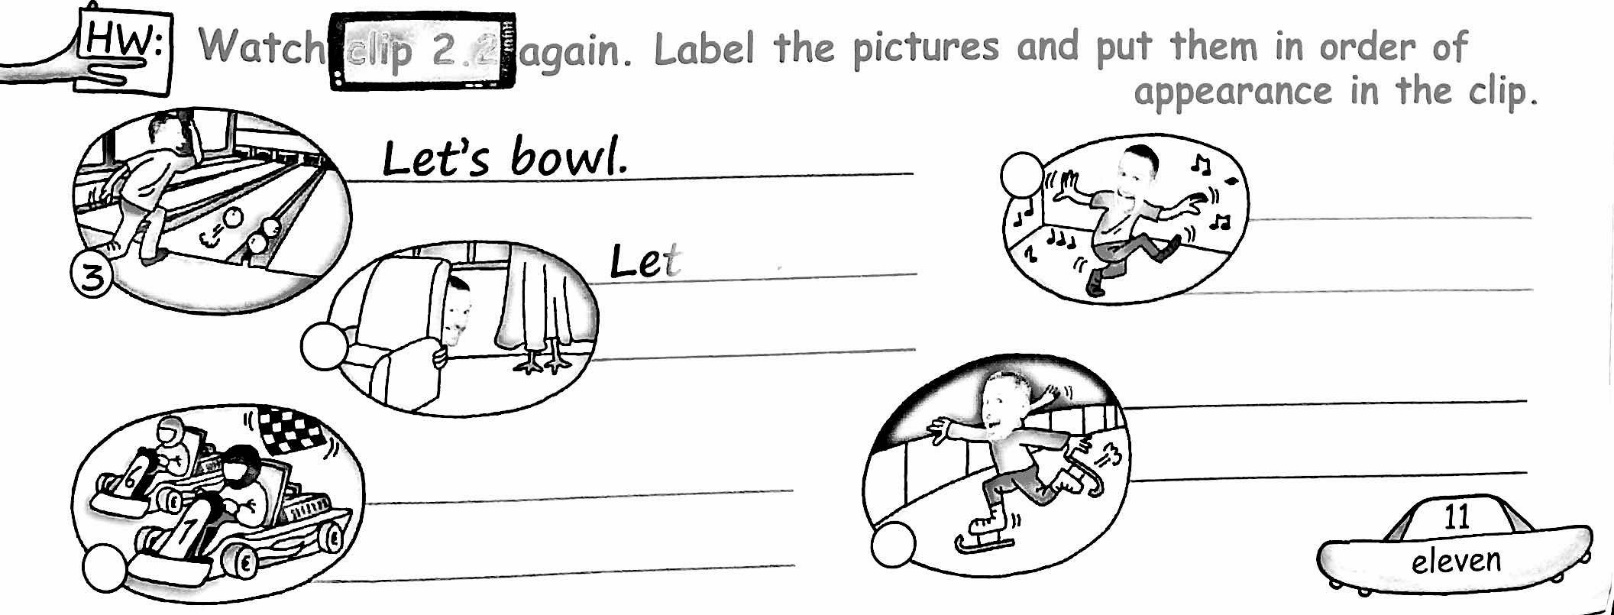 HW:
Watch clip 2.2 again. Label the pictures and put them in order of
appearance in the clip.
Let's bowl.
3
Let
6
7
11
eleven